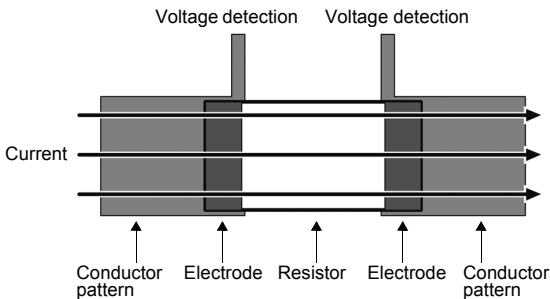 Voltage detection Voltage detection
Current
Conductor Electrode Resistor Electrode Conductor
pattern pattern